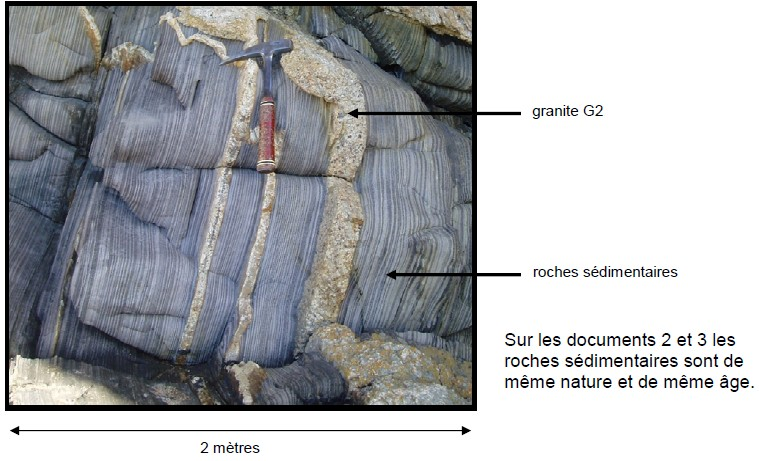 granite G2
roches sédimentaires
Sur les documents 2 et 3 les
roches sédimentaires sont de
même nature et de même âge.
2 mètres